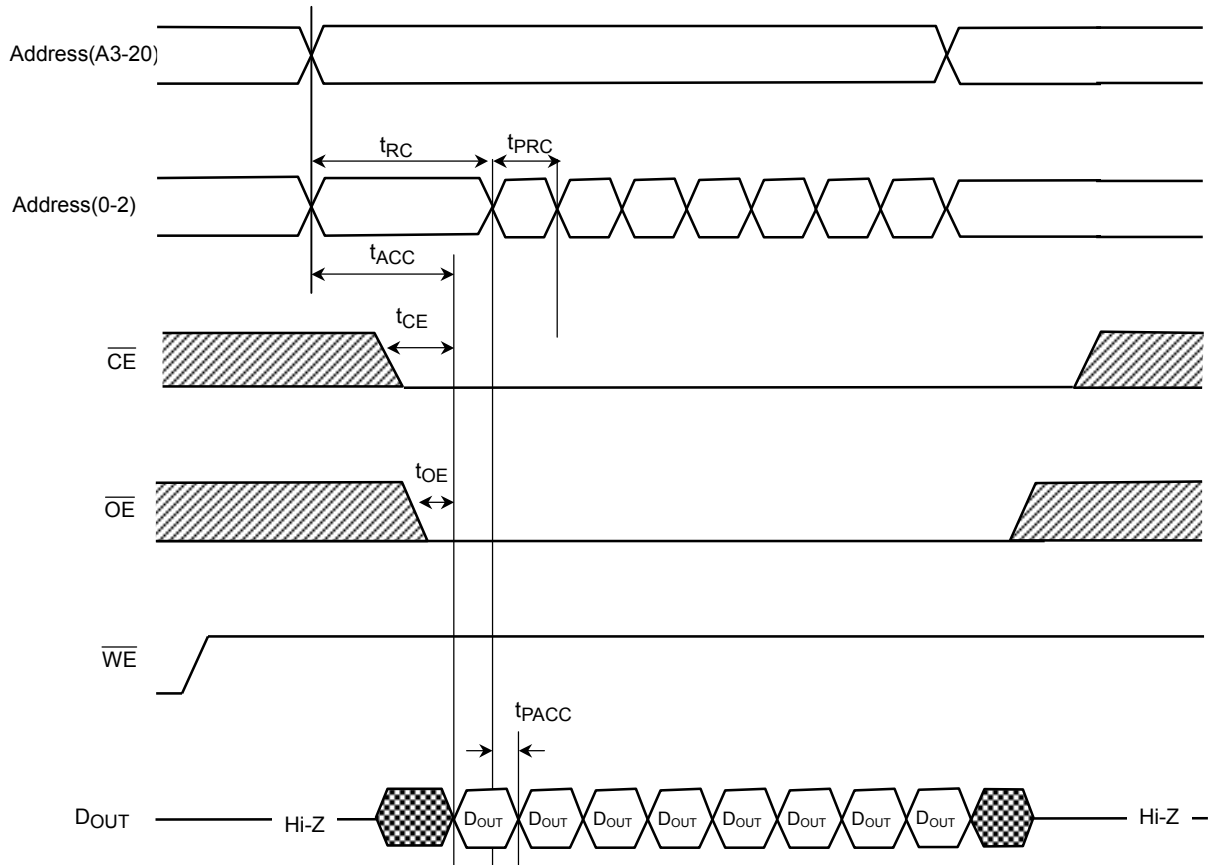 Address(A3-20)
tRC
tPRC
Address(0-2)
tACC
tCE
CE
tOE
OE
WE
tPACC
DOUT
Hi-Z
DOUT DOUT DOUT DOUT DOUT DOUT DOUT DOUT
Hi-Z